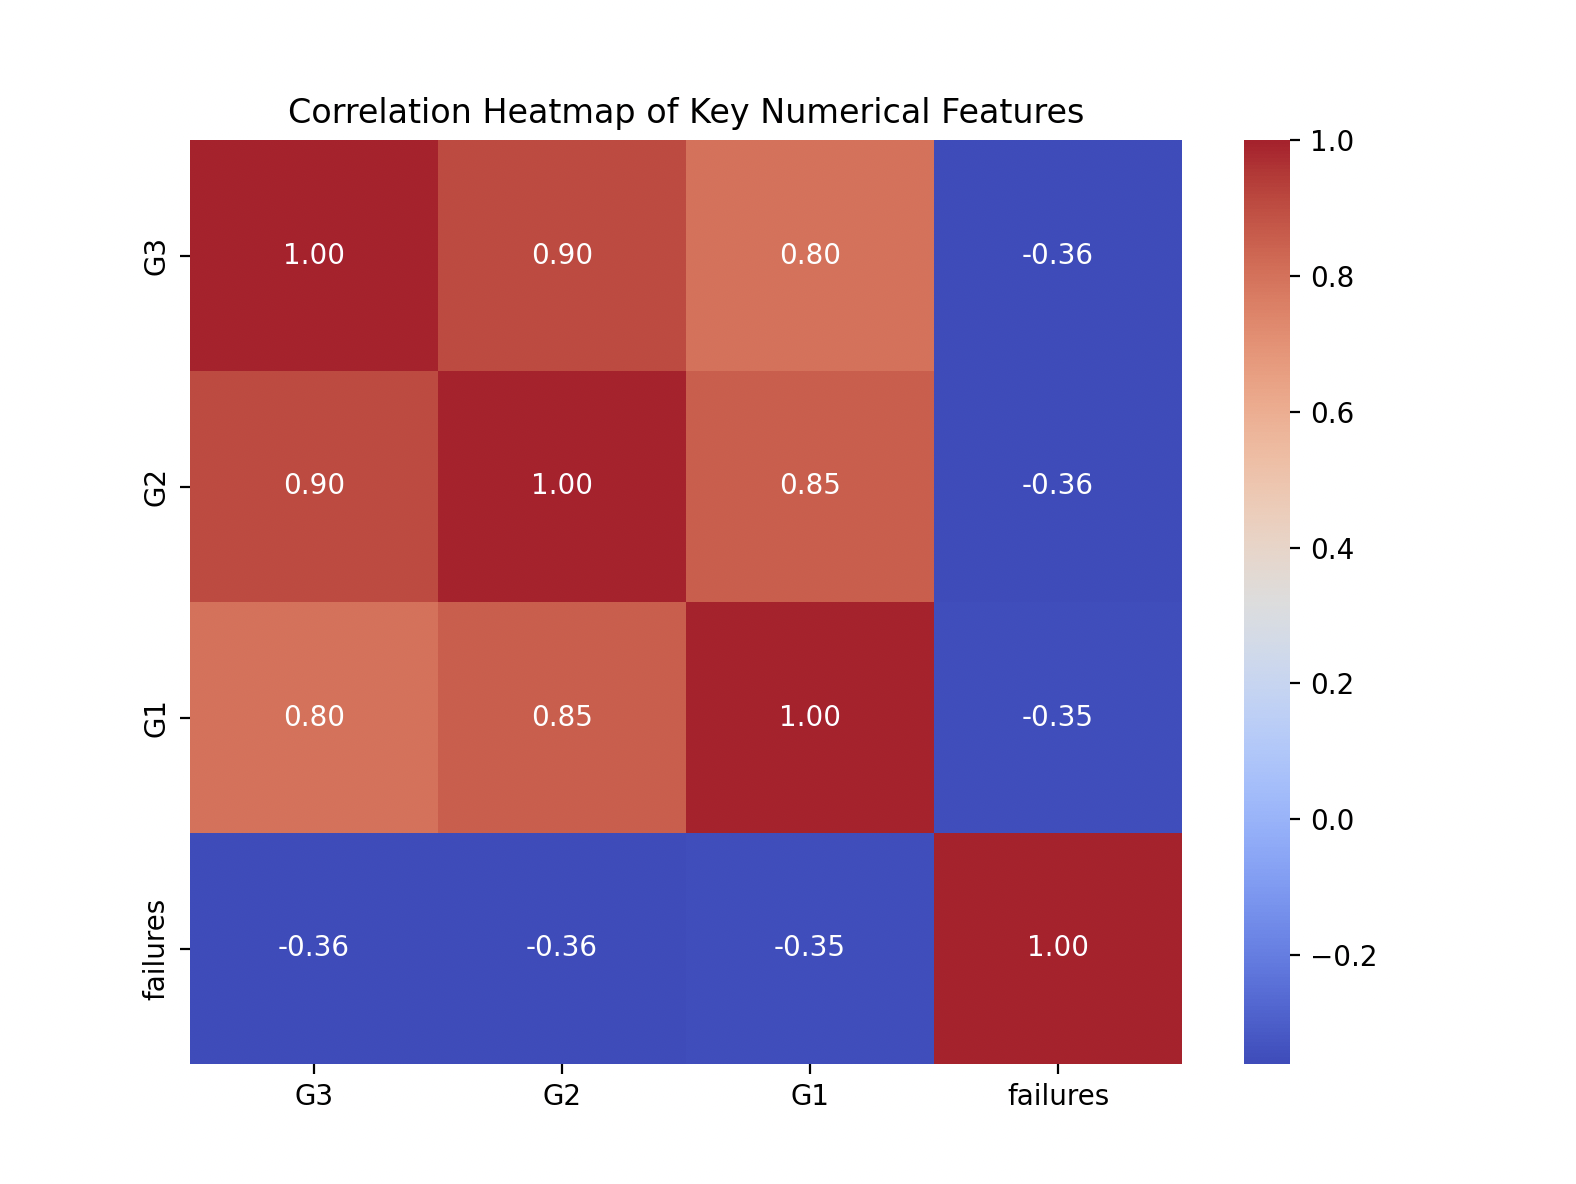 Correlation Heatmap of Key Numerical Features
G3 1.00 0.90 0.80 -0.36
G2 0.90 1.00 0.85 -0.36
G1 0.80 0.85 1.00 -0.35
failures -0.36 -0.36 -0.35 1.00
G3 G2 G1 failures
1.0
0.8
0.6
0.4
0.2
0.0
−0.2